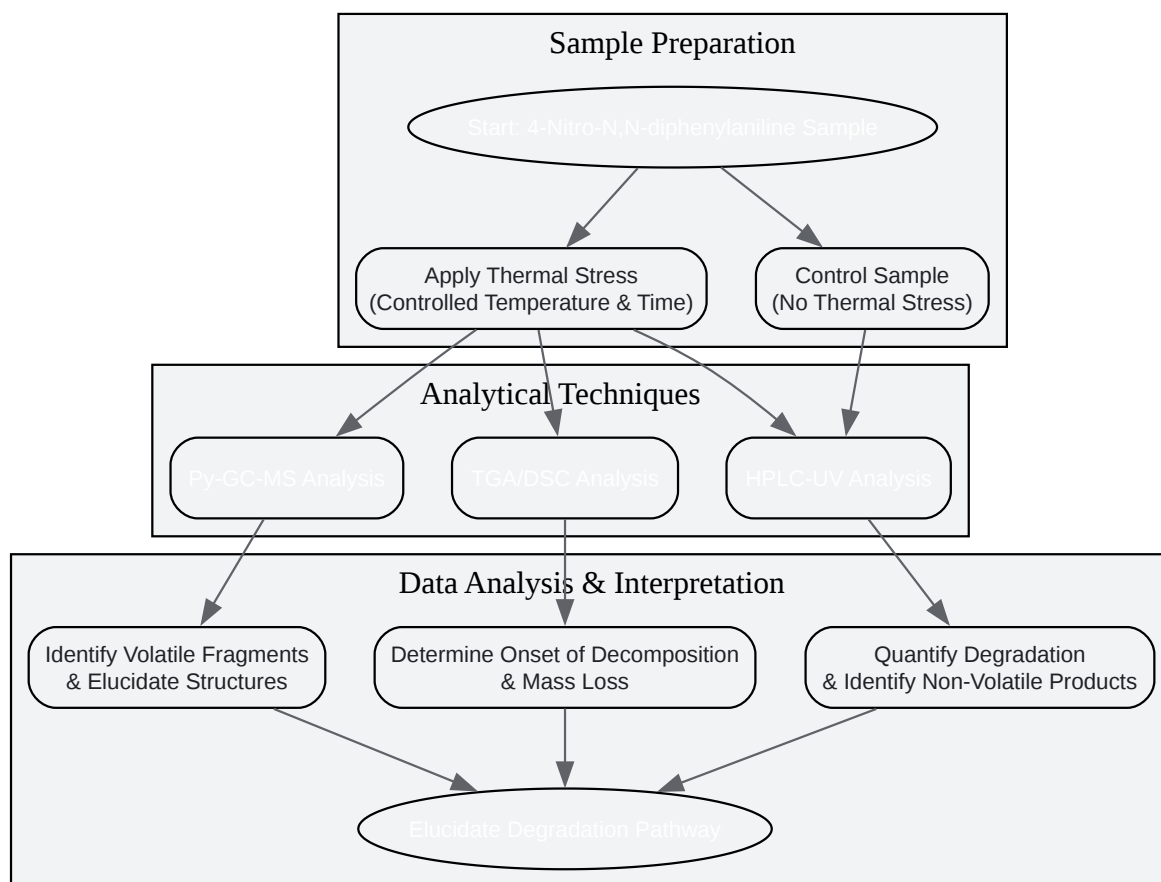 Sample Preparation
Start: 4-Nitro-N,N-diphenylaniline Sample
Apply Thermal Stress
(Controlled Temperature & Time)
Control Sample
(No Thermal Stress)
Analytical Techniques
Py-GC-MS Analysis
TGA/DSC Analysis
HPLC-UV Analysis
Data Analysis & Interpretation
Identify Volatile Fragments
& Elucidate Structures
Determine Onset of Decomposition
& Mass Loss
Quantify Degradation
& Identify Non-Volatile Products
Elucidate Degradation Pathway